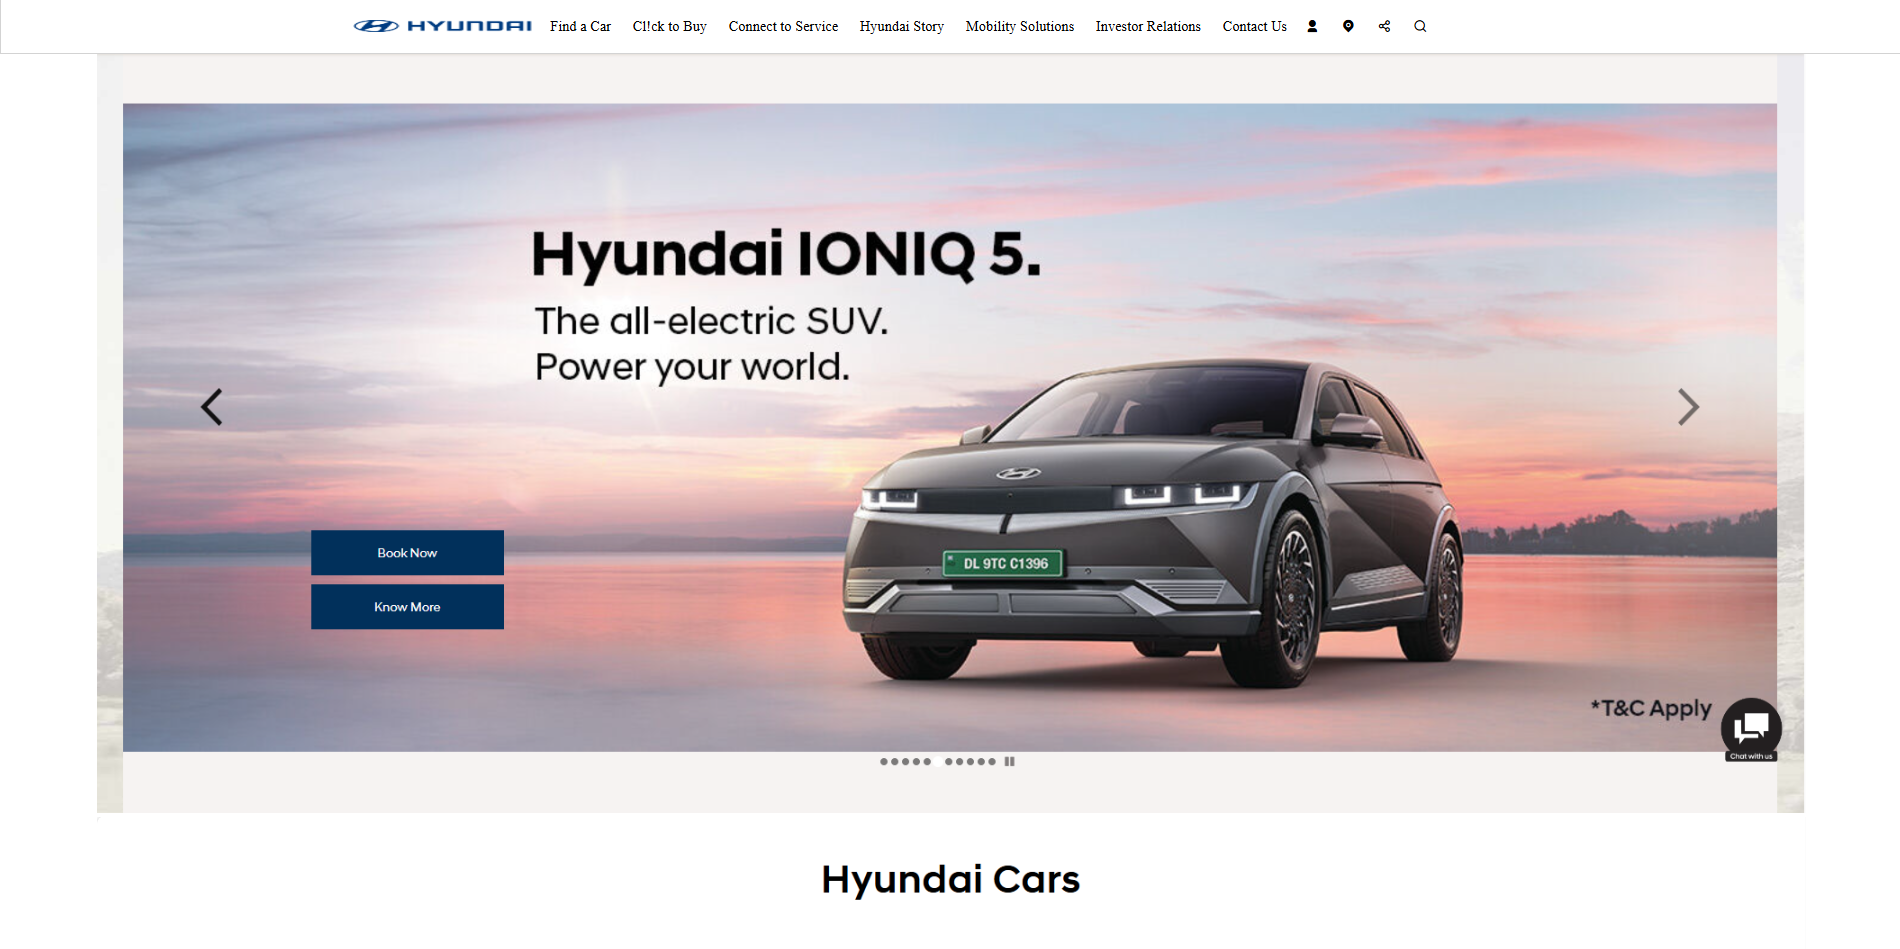 HYUNDAI
Find a Car
Cl!ck to Buy
Connect to Service
Hyundai Story
Mobility Solutions
Investor Relations
Contact Us
Hyundai IONIQ 5.
The all-electric SUV.
Power your world.
Book Now
Know More
DL 9TC C1396
*T&C Apply
Chat with us
Hyundai Cars